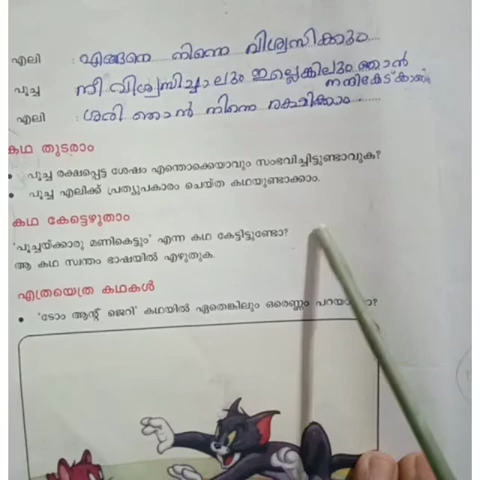 എലി : എങ്ങനെ നിന്നെ വിശ്വസിക്കും....
പൂച്ച : നീ വിശ്വസിച്ചാലും ഇല്ലെങ്കിലും ഞാൻ
നന്ദികേട് കാണി
എലി : ശരി ഞാൻ നിന്നെ രക്ഷിക്കാം
കഥ തുടരാം
• പൂച്ച രക്ഷപ്പെട്ട ശേഷം എന്തൊക്കെയാവും സംഭവിച്ചിട്ടുണ്ടാവുക?
• പൂച്ച എലിക്ക് പ്രത്യുപകാരം ചെയ്ത കഥയുണ്ടാക്കാം.
കഥ കേട്ടെഴുതാം
'പൂച്ചയ്ക്കാരു മണികെട്ടും' എന്ന കഥ കേട്ടിട്ടുണ്ടോ?
ആ കഥ സ്വന്തം ഭാഷയിൽ എഴുതുക.
എത്രയെത്ര കഥകൾ
• 'ടോം ആന്റ് ജെറി' കഥയിൽ ഏതെങ്കിലും ഒരെണ്ണം